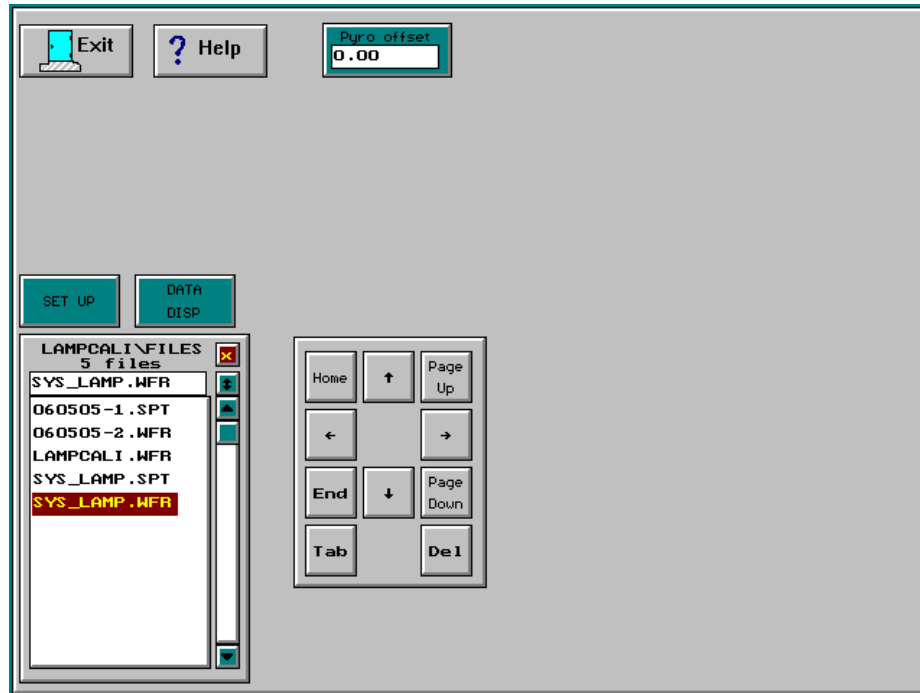 Exit
? Help
Pyro offset
0.00
SET UP
DATA
DISP
LAMPCALI\FILES
5 files
SYS_LAMP.WFR
060505-1.SPT
060505-2.WFR
LAMPCALI.WFR
SYS_LAMP.SPT
SYS_LAMP.WFR
Home
↑
Page
Up
←
→
End
↓
Page
Down
Tab
Del